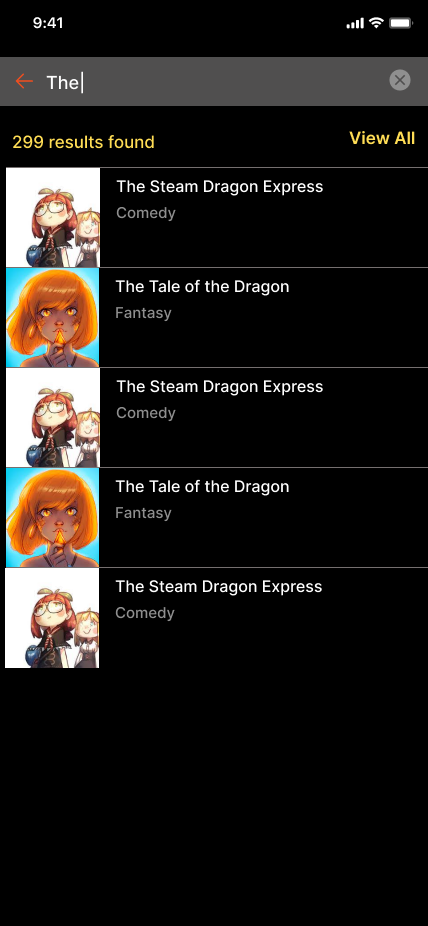 9:41
The
299 results found
View All
The Steam Dragon Express
Comedy
The Tale of the Dragon
Fantasy
The Steam Dragon Express
Comedy
The Tale of the Dragon
Fantasy
The Steam Dragon Express
Comedy